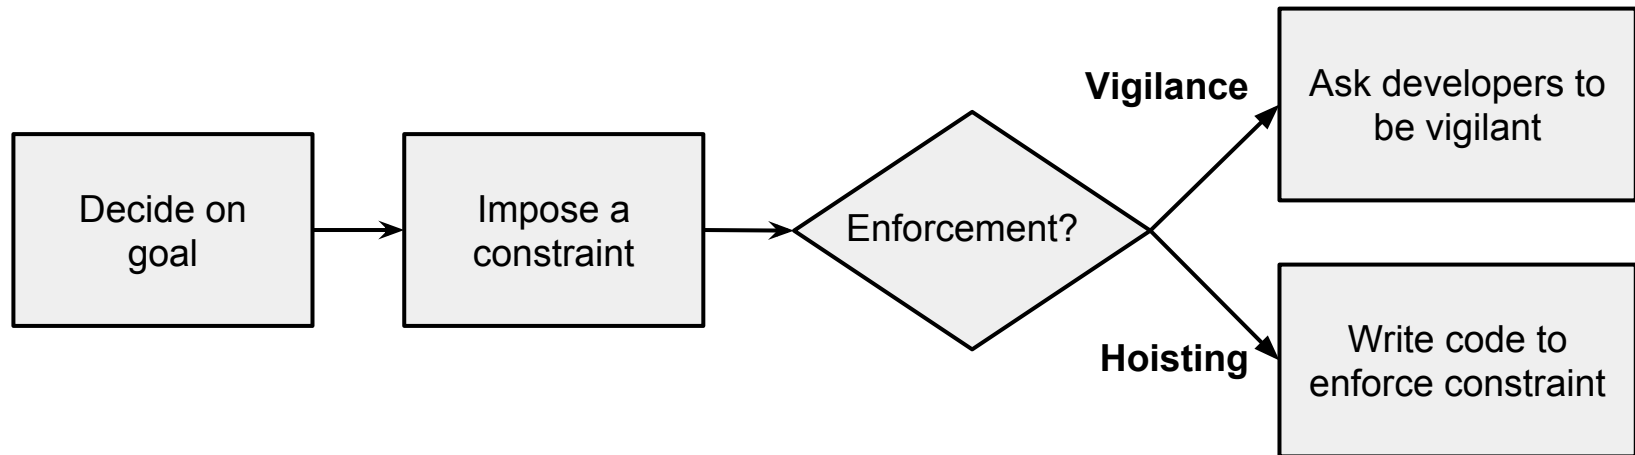 Decide on
goal
Impose a
constraint
Enforcement?
Vigilance
Ask developers to
be vigilant
Hoisting
Write code to
enforce constraint